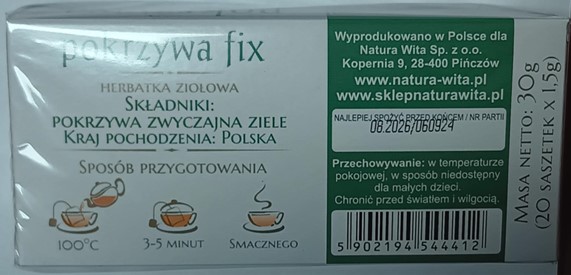 pokrzywa fix
HERBATKA ZIOŁOWA
SKŁADNIKI:
POKRZYWA ZWYCZAJNA ZIELE
KRAJ POCHODZENIA: POLSKA
SPOSÓB PRZYGOTOWANIA
100°C
3-5 MINUT
SMACZNEGO
Wyprodukowano w Polsce dla
Natura Wita Sp. z o.o.
Kopernia 9, 28-400 Pińczów
www.natura-wita.pl
www.sklepnaturawita.pl
NAJLEPIEJ SPOŻYĆ PRZED KOŃCEM / NR PARTII
08.2026/060924
Przechowywanie: w temperaturze
pokojowej, w sposób niedostępny
dla małych dzieci.
Chronić przed światłem i wilgocią.
5 902194 544412
MASA NETTO: 30g
(20 SASZETEK X 1,5g)